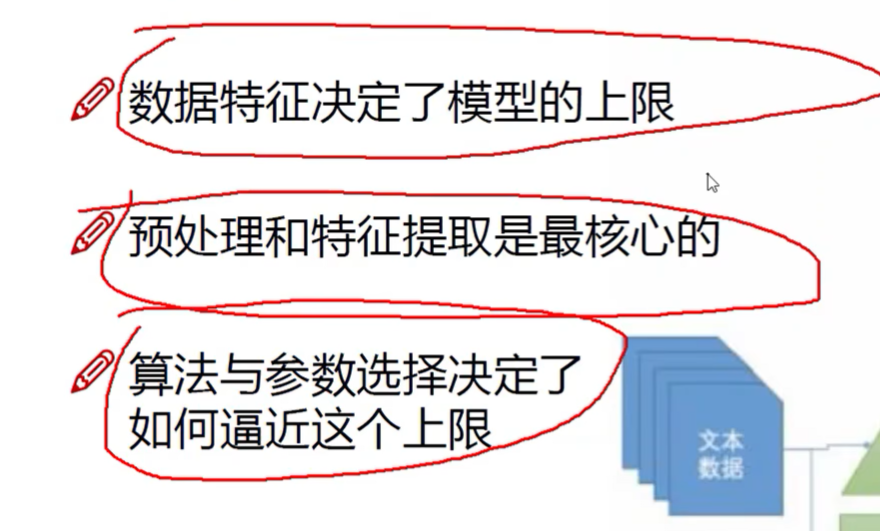 数据特征决定了模型的上限
预处理和特征提取是最核心的
算法与参数选择决定了
如何逼近这个上限
文本
数据